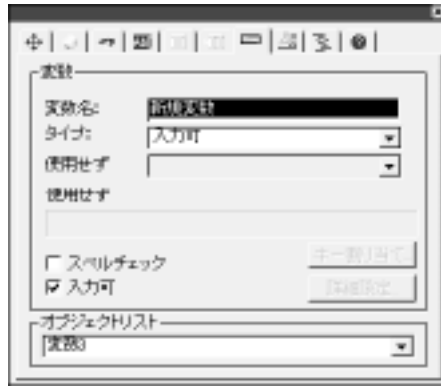 変数
変数名: 新規変数
タイプ: 入力可
使用せず
使用せず
スペルチェック
キー割り当て...
入力可
詳細設定...
オブジェクトリスト
変数3